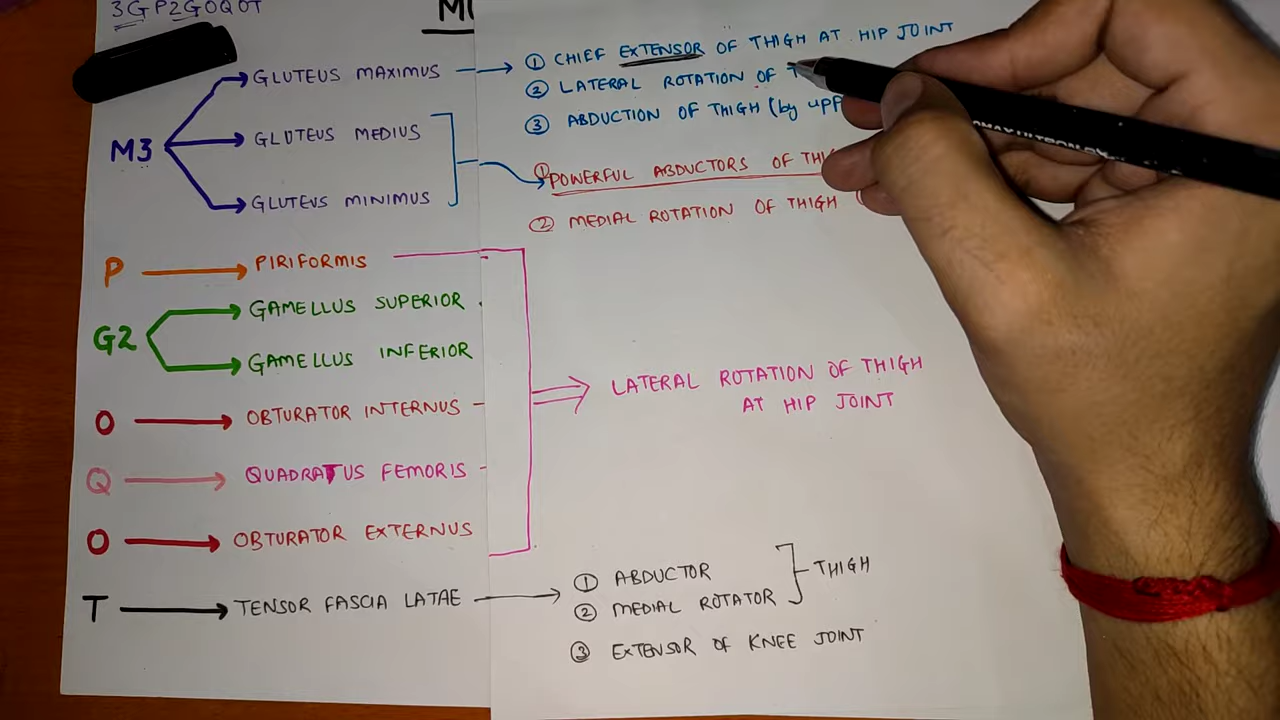 3GP2GOQOT
GLUTEUS MAXIMUS
① CHIEF EXTENSOR OF THIGH AT HIP JOINT
② LATERAL ROTATION OF
③ ABDUCTION OF THIGH (by upp
M3
GLUTEUS MEDIUS
GLUTEUS MINIMUS
① POWERFUL ABDUCTORS OF THI
② MEDIAL ROTATION OF THIGH
P
PIRIFORMIS
G2
GAMELLUS SUPERIOR
GAMELLUS INFERIOR
O
OBTURATOR INTERNUS
Q
QUADRATUS FEMORIS
O
OBTURATOR EXTERNUS
LATERAL ROTATION OF THIGH
AT HIP JOINT
T
TENSOR FASCIA LATAE
① ABDUCTOR
② MEDIAL ROTATOR
THIGH
③ EXTENSOR OF KNEE JOINT